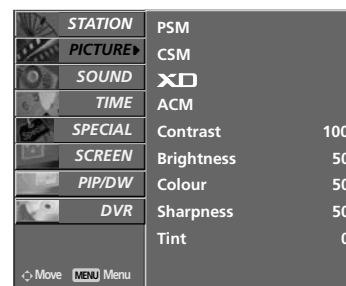 STATION
PICTURE
SOUND
TIME
SPECIAL
SCREEN
PIP/DW
DVR
Move MENU Menu
PSM
CSM
XD
ACM
Contrast 100
Brightness 50
Colour 50
Sharpness 50
Tint 0